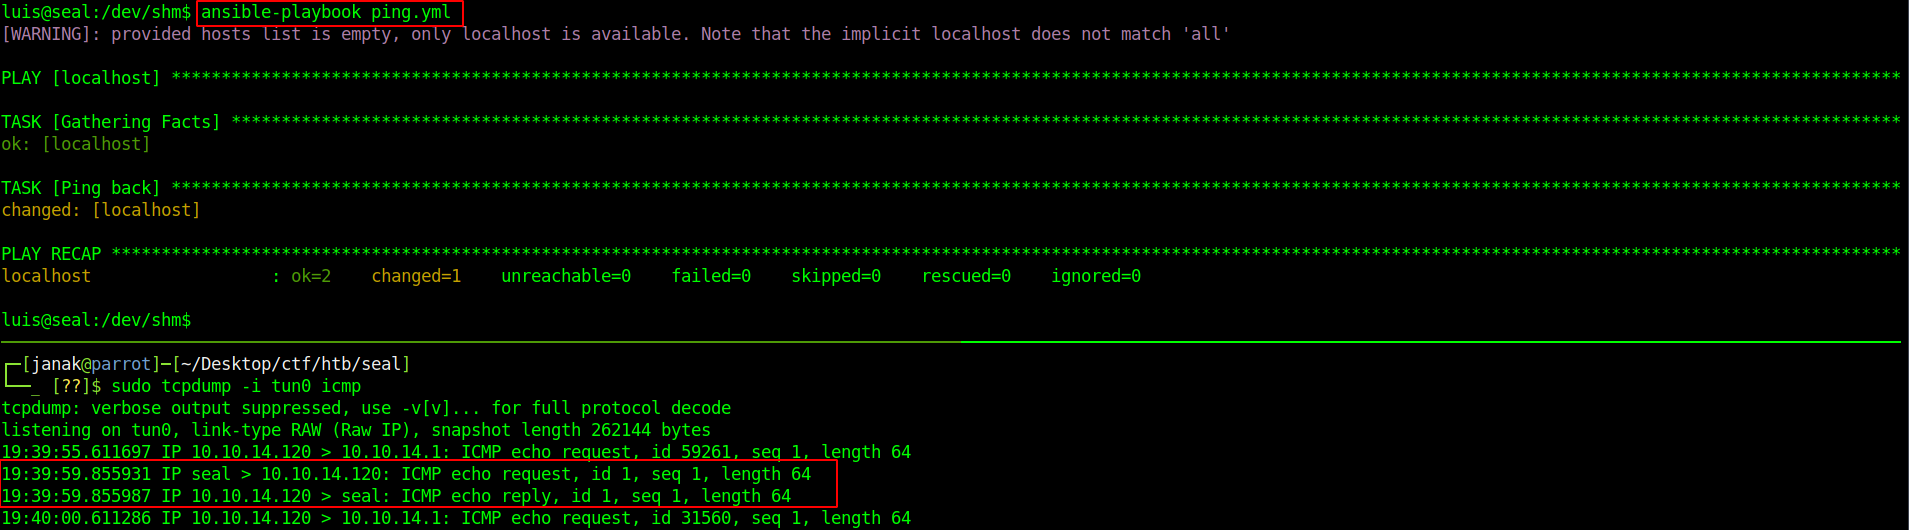 luis@seal:/dev/shm$ ansible-playbook ping.yml
[WARNING]: provided hosts list is empty, only localhost is available. Note that the implicit localhost does not match 'all'
PLAY [localhost] *****************************************************************************************************************************************************************************
TASK [Gathering Facts] ***********************************************************************************************************************************************************************
ok: [localhost]
TASK [Ping back] *****************************************************************************************************************************************************************************
changed: [localhost]
PLAY RECAP ***********************************************************************************************************************************************************************************
localhost                  : ok=2    changed=1    unreachable=0    failed=0    skipped=0    rescued=0    ignored=0
luis@seal:/dev/shm$
┌─[janak@parrot]─[~/Desktop/ctf/htb/seal]
└──_ [??]$ sudo tcpdump -i tun0 icmp
tcpdump: verbose output suppressed, use -v[v]... for full protocol decode
listening on tun0, link-type RAW (Raw IP), snapshot length 262144 bytes
19:39:55.611697 IP 10.10.14.120 > 10.10.14.1: ICMP echo request, id 59261, seq 1, length 64
19:39:59.855931 IP seal > 10.10.14.120: ICMP echo request, id 1, seq 1, length 64
19:39:59.855987 IP 10.10.14.120 > seal: ICMP echo reply, id 1, seq 1, length 64
19:40:00.611286 IP 10.10.14.120 > 10.10.14.1: ICMP echo request, id 31560, seq 1, length 64